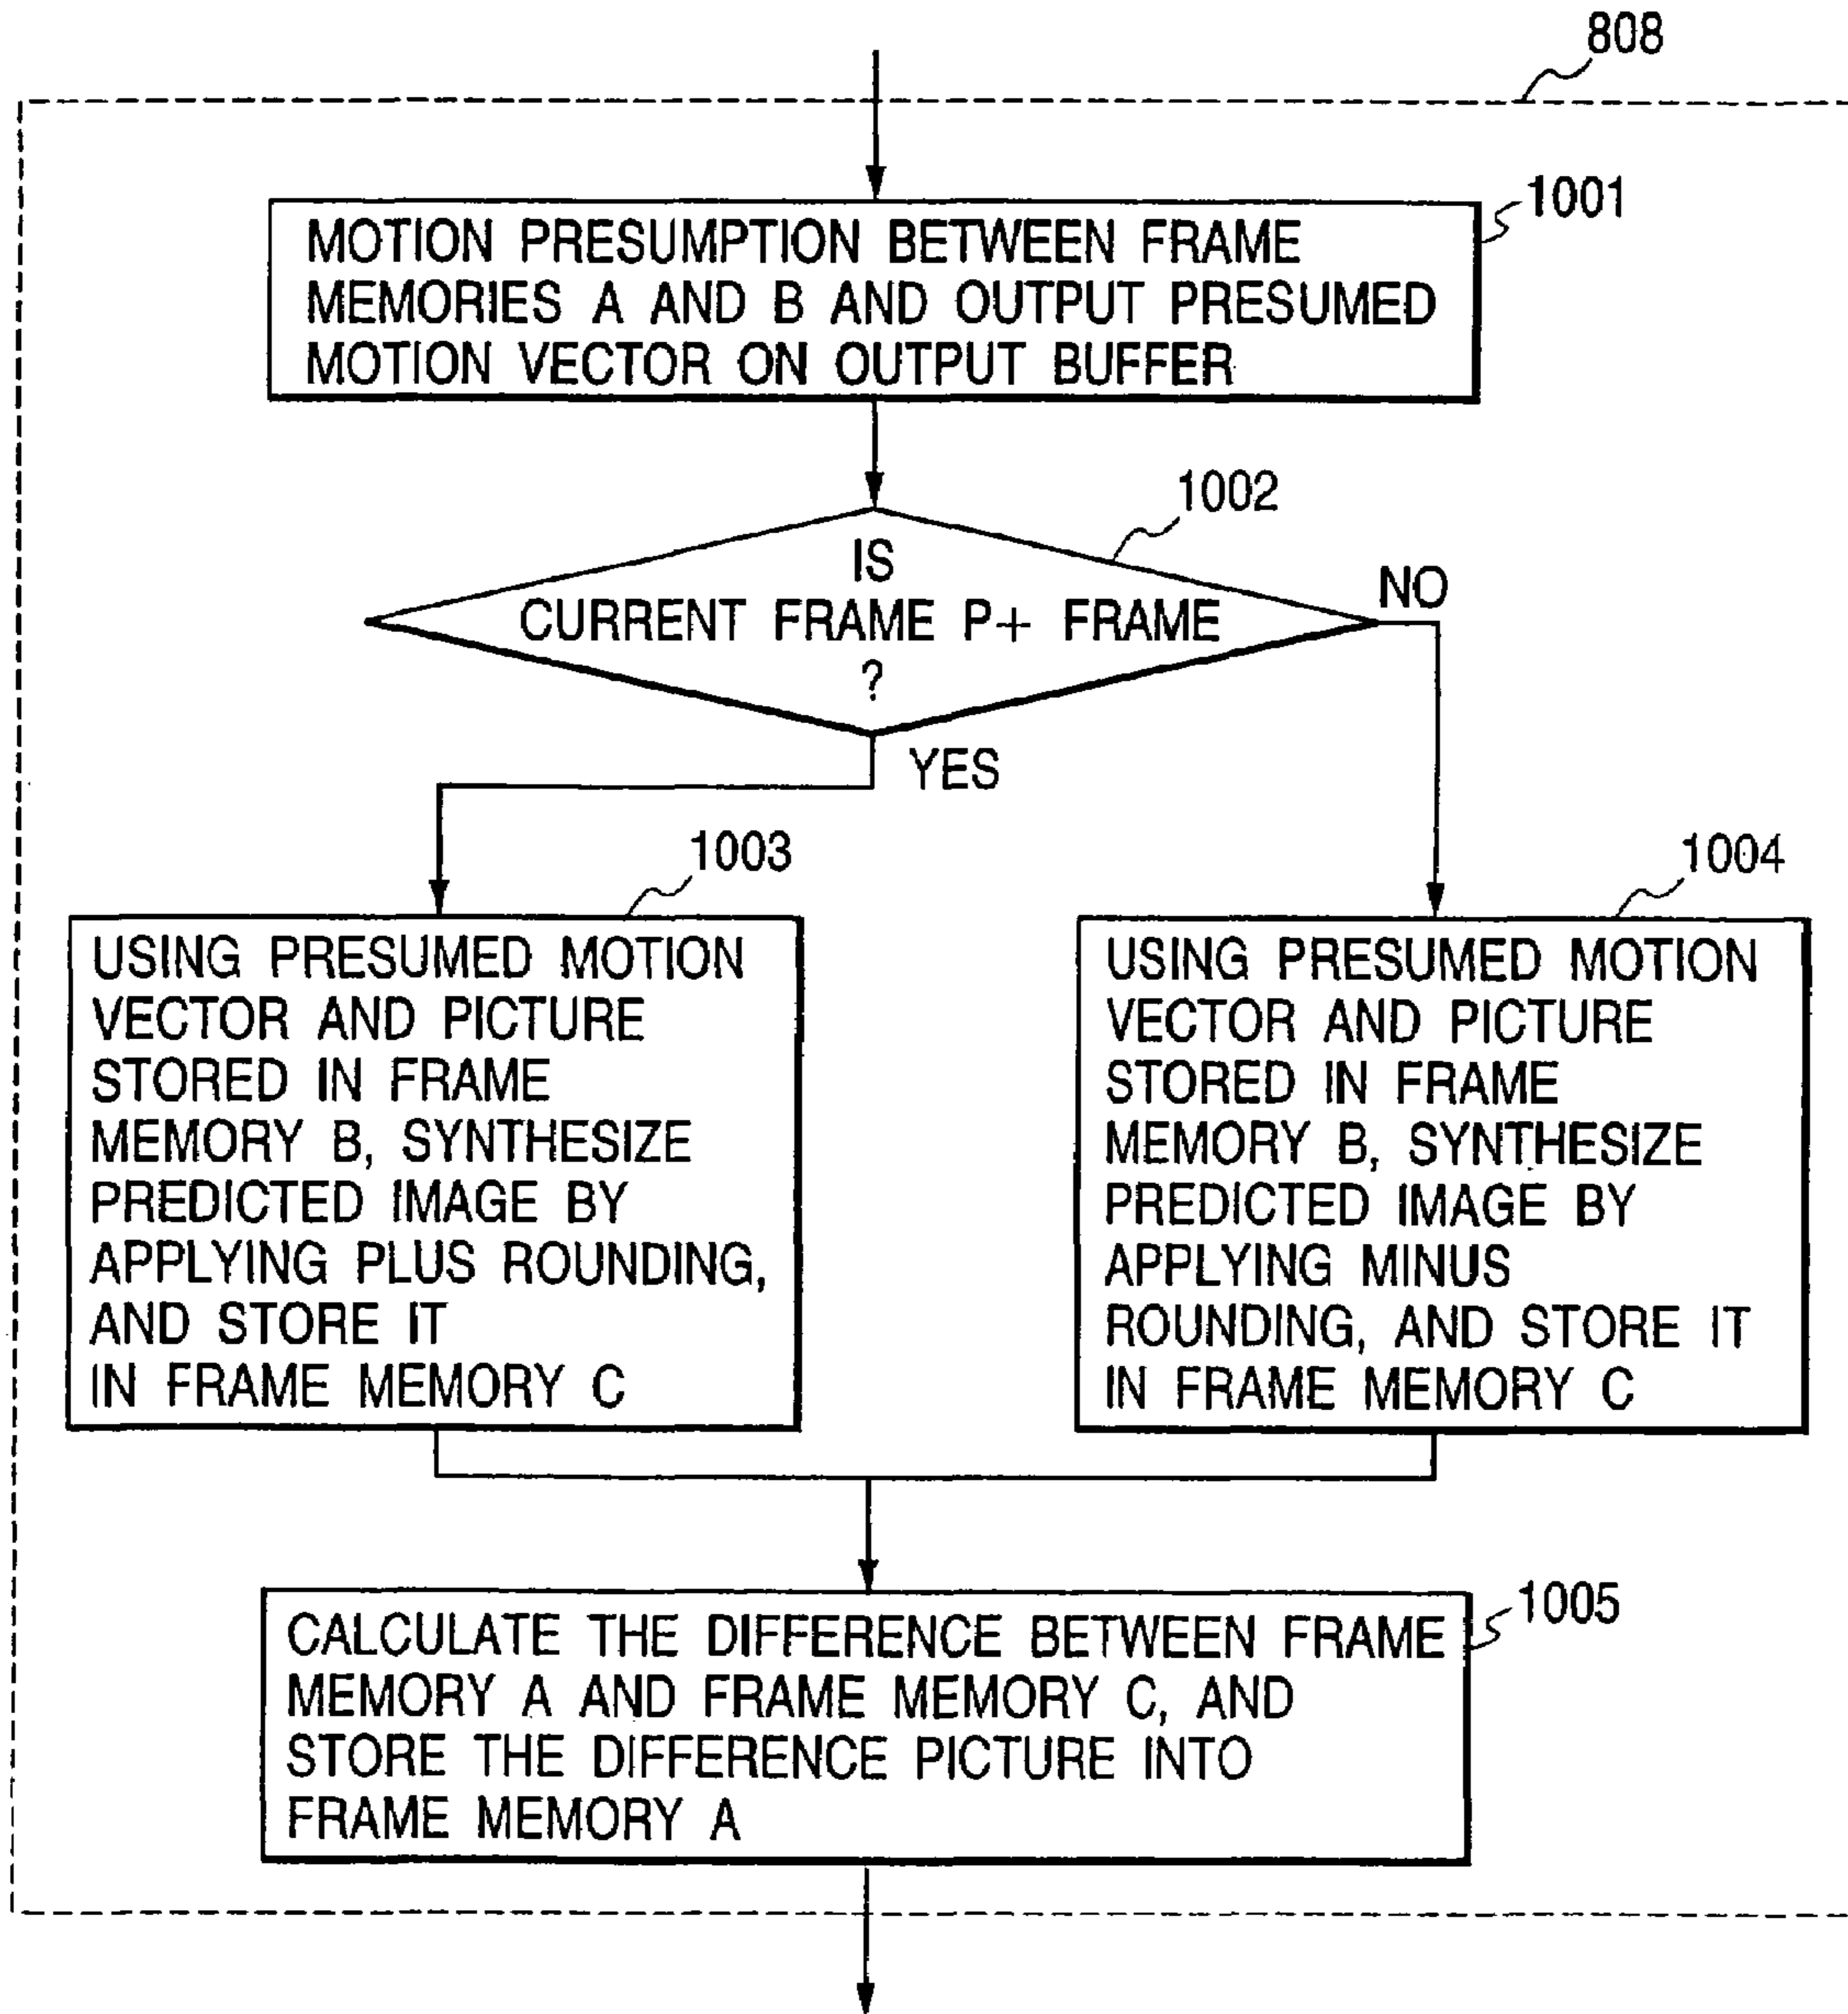 808
1001
MOTION PRESUMPTION BETWEEN FRAME
MEMORIES A AND B AND OUTPUT PRESUMED
MOTION VECTOR ON OUTPUT BUFFER
1002
IS
CURRENT FRAME P+ FRAME
?
NO
YES
1003
USING PRESUMED MOTION
VECTOR AND PICTURE
STORED IN FRAME
MEMORY B, SYNTHESIZE
PREDICTED IMAGE BY
APPLYING PLUS ROUNDING,
AND STORE IT
IN FRAME MEMORY C
1004
USING PRESUMED MOTION
VECTOR AND PICTURE
STORED IN FRAME
MEMORY B, SYNTHESIZE
PREDICTED IMAGE BY
APPLYING MINUS
ROUNDING, AND STORE IT
IN FRAME MEMORY C
1005
CALCULATE THE DIFFERENCE BETWEEN FRAME
MEMORY A AND FRAME MEMORY C, AND
STORE THE DIFFERENCE PICTURE INTO
FRAME MEMORY A